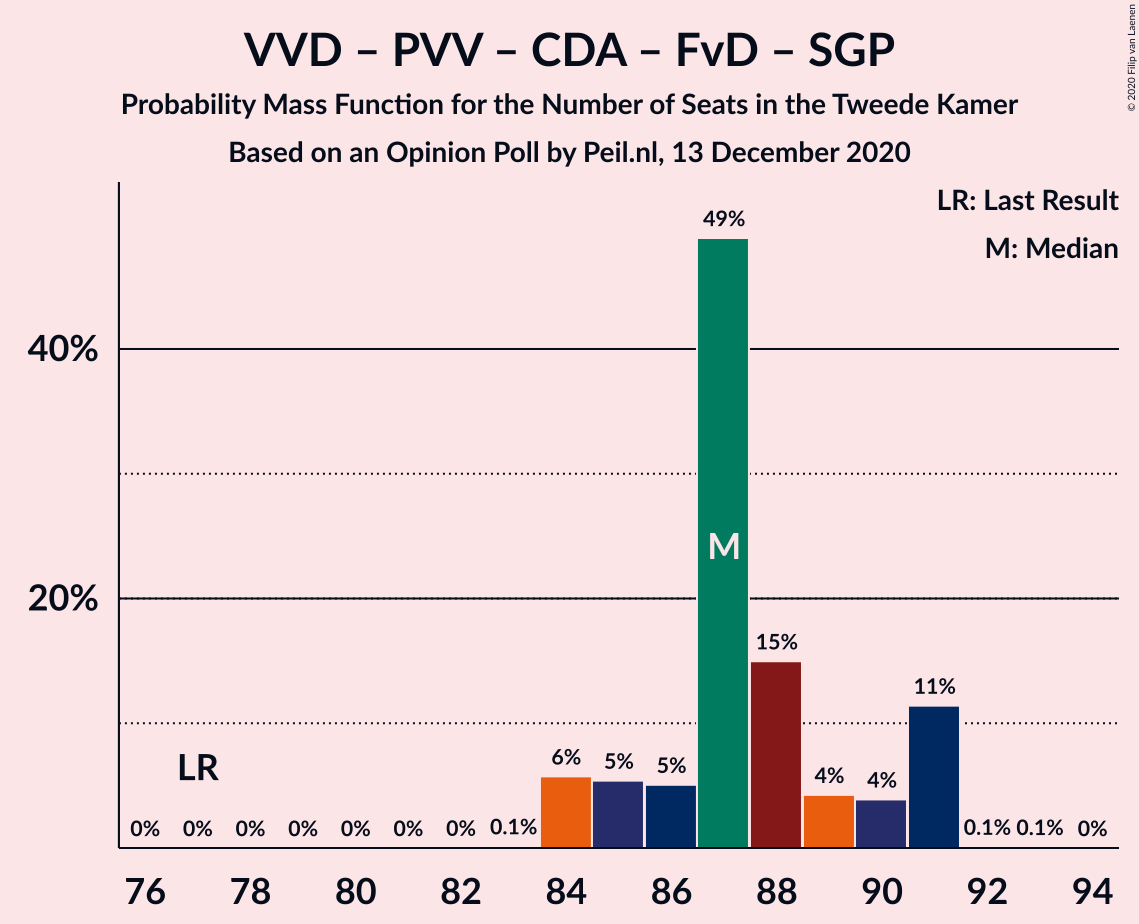 VVD – PVV – CDA – FvD – SGP
Probability Mass Function for the Number of Seats in the Tweede Kamer
Based on an Opinion Poll by Peil.nl, 13 December 2020
© 2020 Filip van Laenen
LR: Last Result
M: Median
49%
40%
M
20%
15%
11%
LR
6%
5%
5%
4%
4%
0%
0%
0%
0%
0%
0%
0%
0.1%
0.1%
0.1%
0%
76 78 80 82 84 86 88 90 92 94